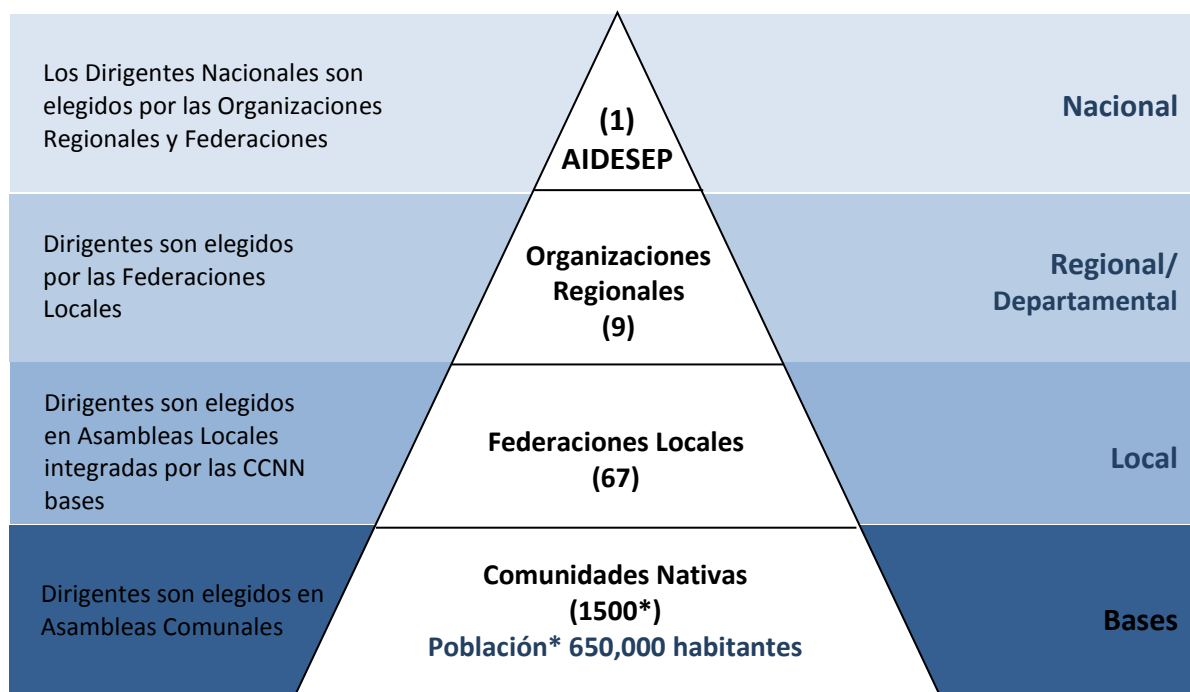 Los Dirigentes Nacionales son
elegidos por las Organizaciones
Regionales y Federaciones
(1)
AIDESEP
Nacional
Dirigentes son elegidos
por las Federaciones
Locales
Organizaciones
Regionales
(9)
Regional/
Departamental
Dirigentes son elegidos
en Asambleas Locales
integradas por las CCNN
bases
Federaciones Locales
(67)
Local
Dirigentes son elegidos en
Asambleas Comunales
Comunidades Nativas
(1500*)
Población* 650,000 habitantes
Bases